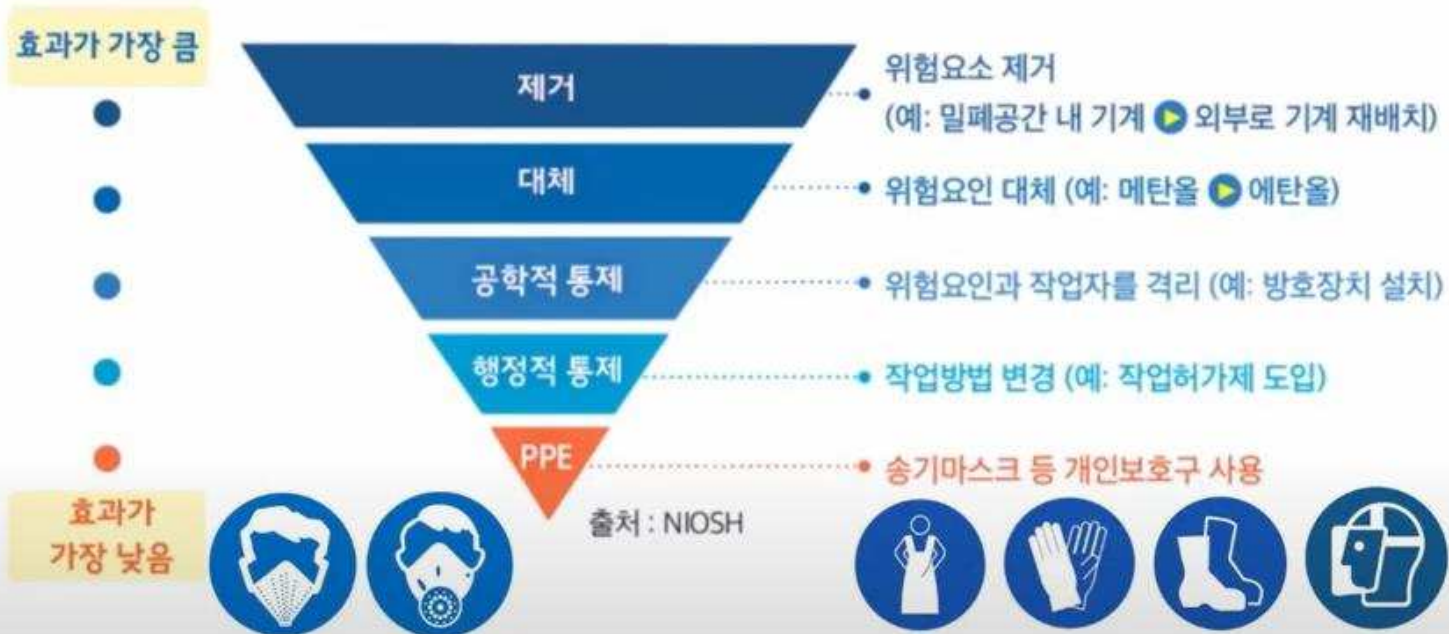 효과가 가장 큼
제거
위험요소 제거
(예: 밀폐공간 내 기계 ▶ 외부로 기계 재배치)
대체
위험요인 대체 (예: 메탄올 ▶ 에탄올)
공학적 통제
위험요인과 작업자를 격리 (예: 방호장치 설치)
행정적 통제
작업방법 변경 (예: 작업허가제 도입)
PPE
송기마스크 등 개인보호구 사용
효과가
가장 낮음
출처 : NIOSH